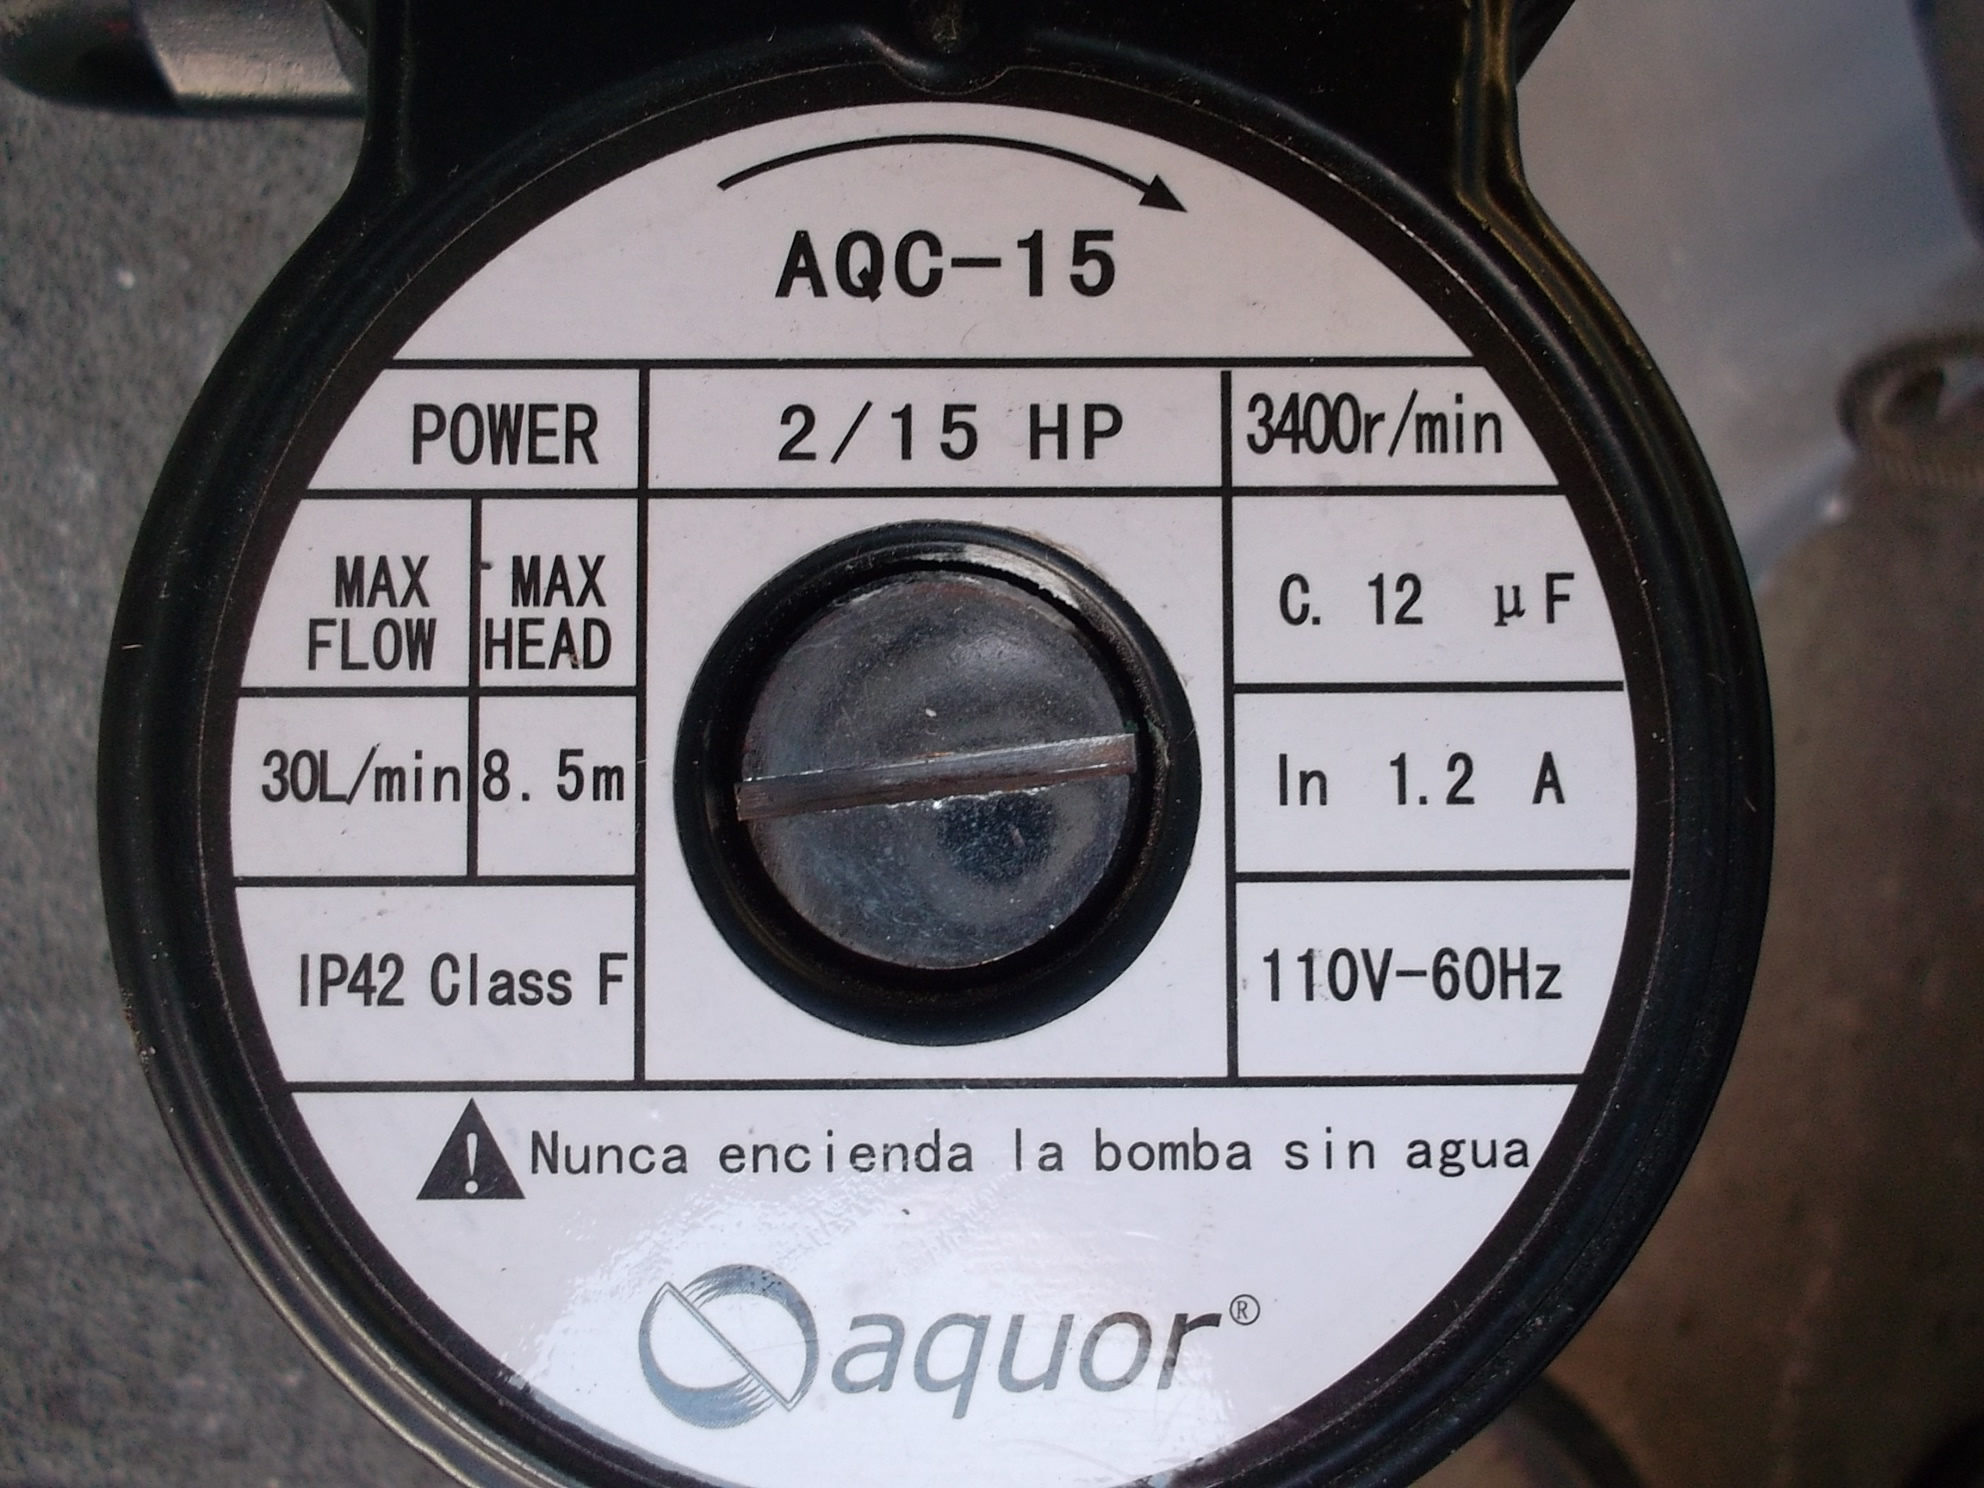 AQC-15
POWER 2/15 HP 3400r/min
MAX FLOW MAX HEAD C. 12 μF
30L/min 8.5m In 1.2 A
IP42 Class F 110V-60Hz
! Nunca encienda la bomba sin agua
aquor®